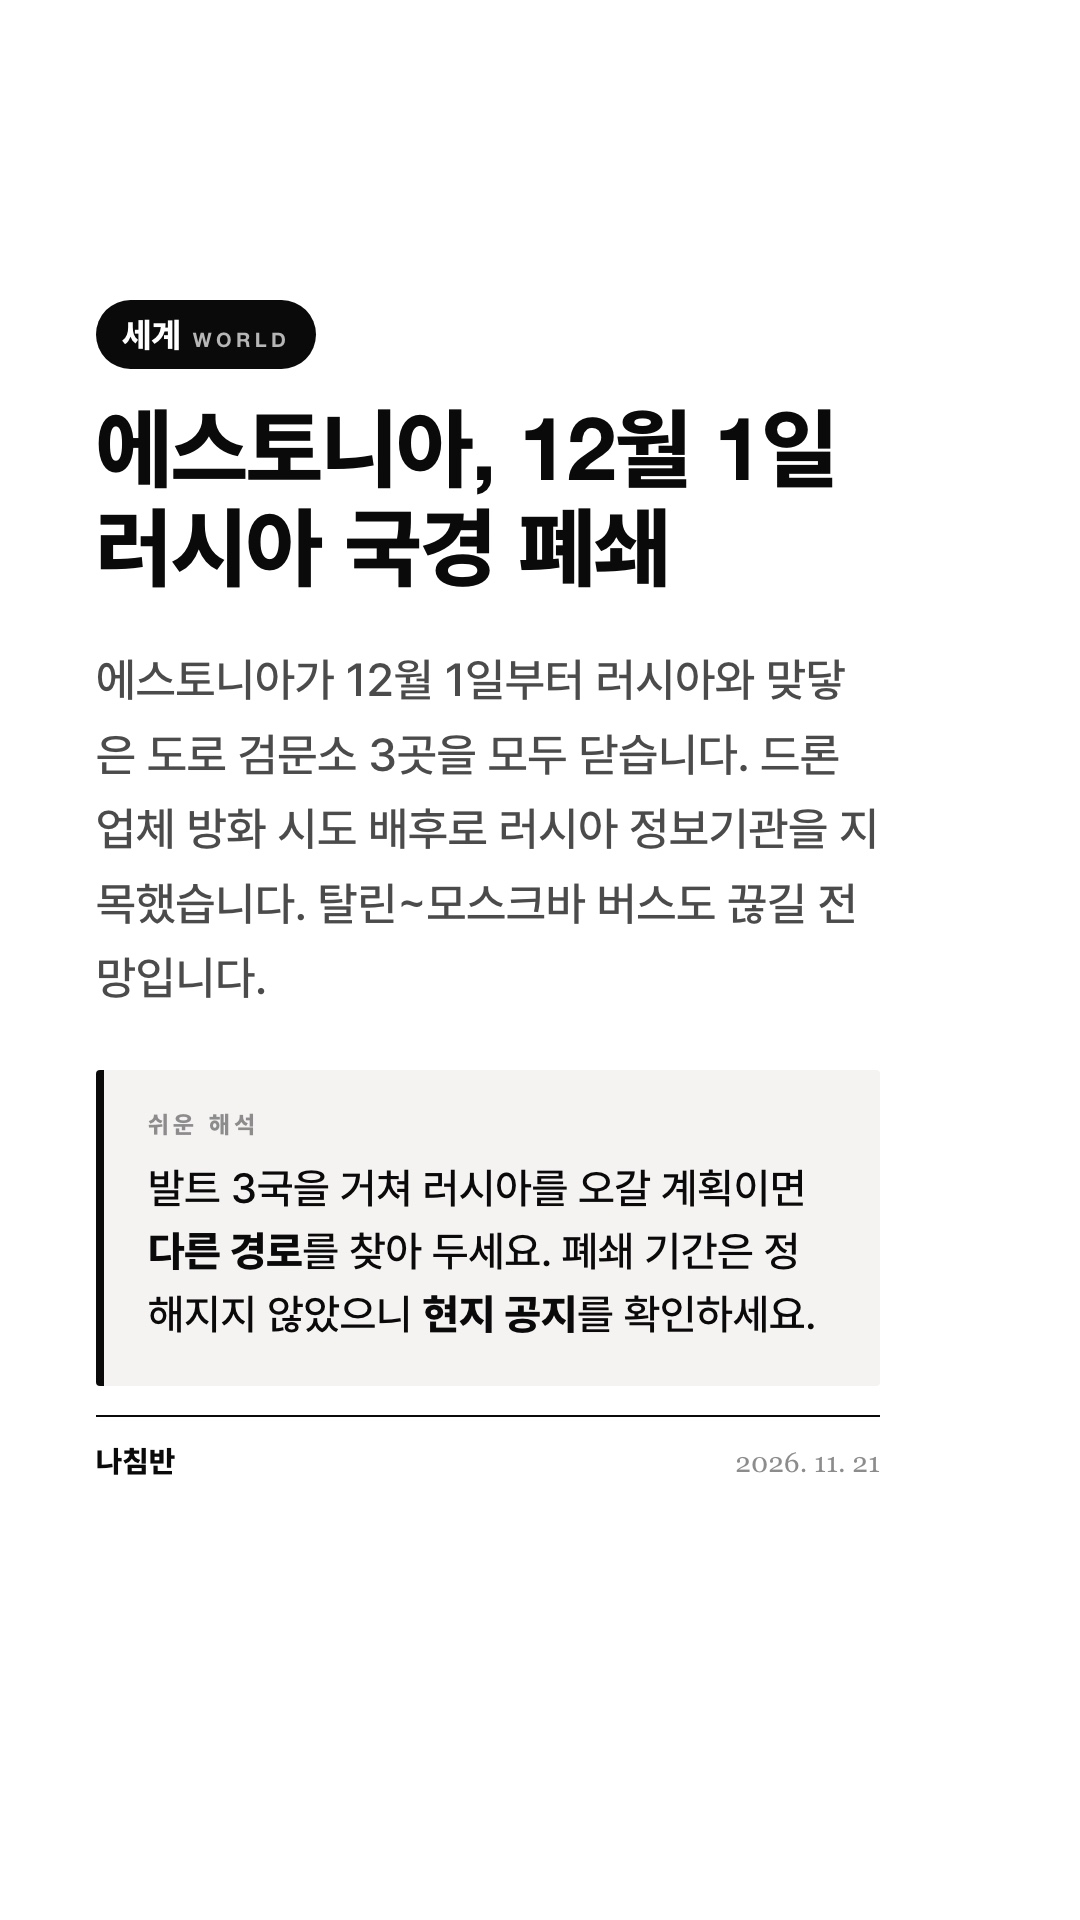 세계 WORLD
에스토니아, 12월 1일
러시아 국경 폐쇄
에스토니아가 12월 1일부터 러시아와 맞닿
은 도로 검문소 3곳을 모두 닫습니다. 드론
업체 방화 시도 배후로 러시아 정보기관을 지
목했습니다. 탈린~모스크바 버스도 끊길 전
망입니다.
쉬운 해석
발트 3국을 거쳐 러시아를 오갈 계획이면
다른 경로를 찾아 두세요. 폐쇄 기간은 정
해지지 않았으니 현지 공지를 확인하세요.
나침반
2026. 11. 21